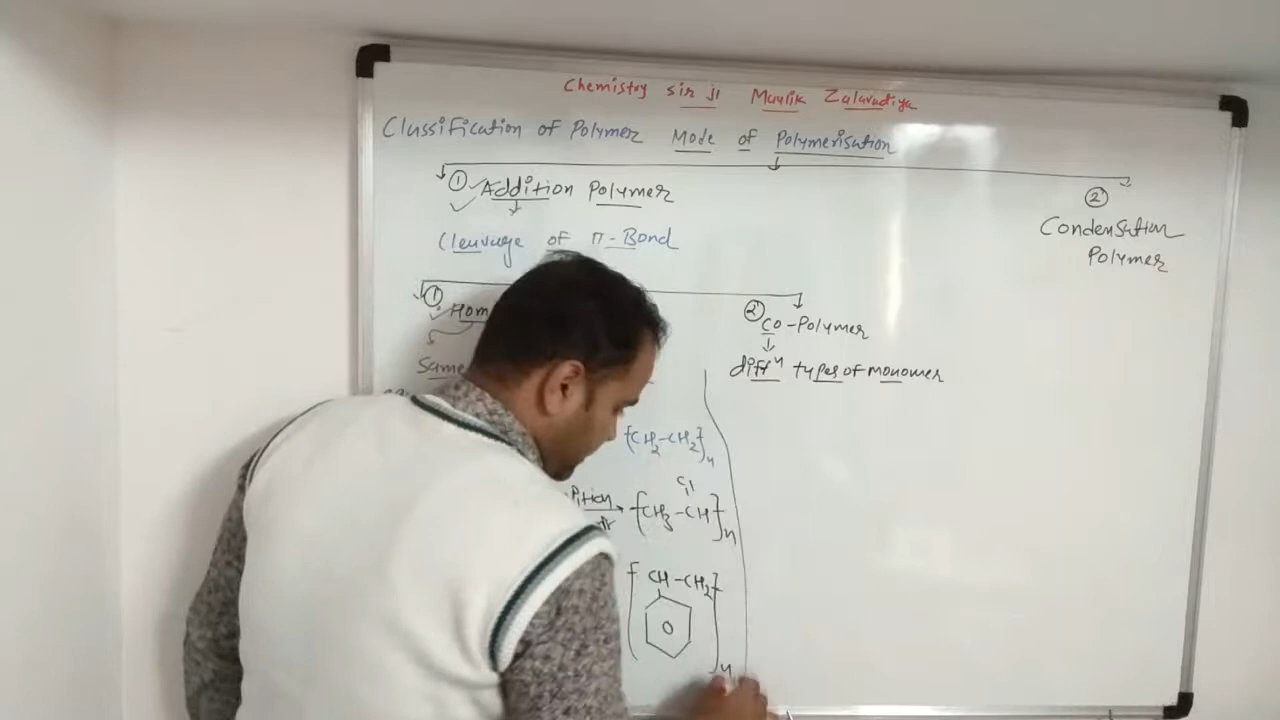 Chemistry sir ji Maulik Zalavadiya
Classification of Polymer Mode of Polymerisation
① Addition Polymer
②
Condensation
Polymer
Cleavage of π-Bond
① Hom
② Co-Polymer
Same
diffn types of monomer
{CH2-CH2}n
Cl
{CH2-CH}n
{CH-CH2}n